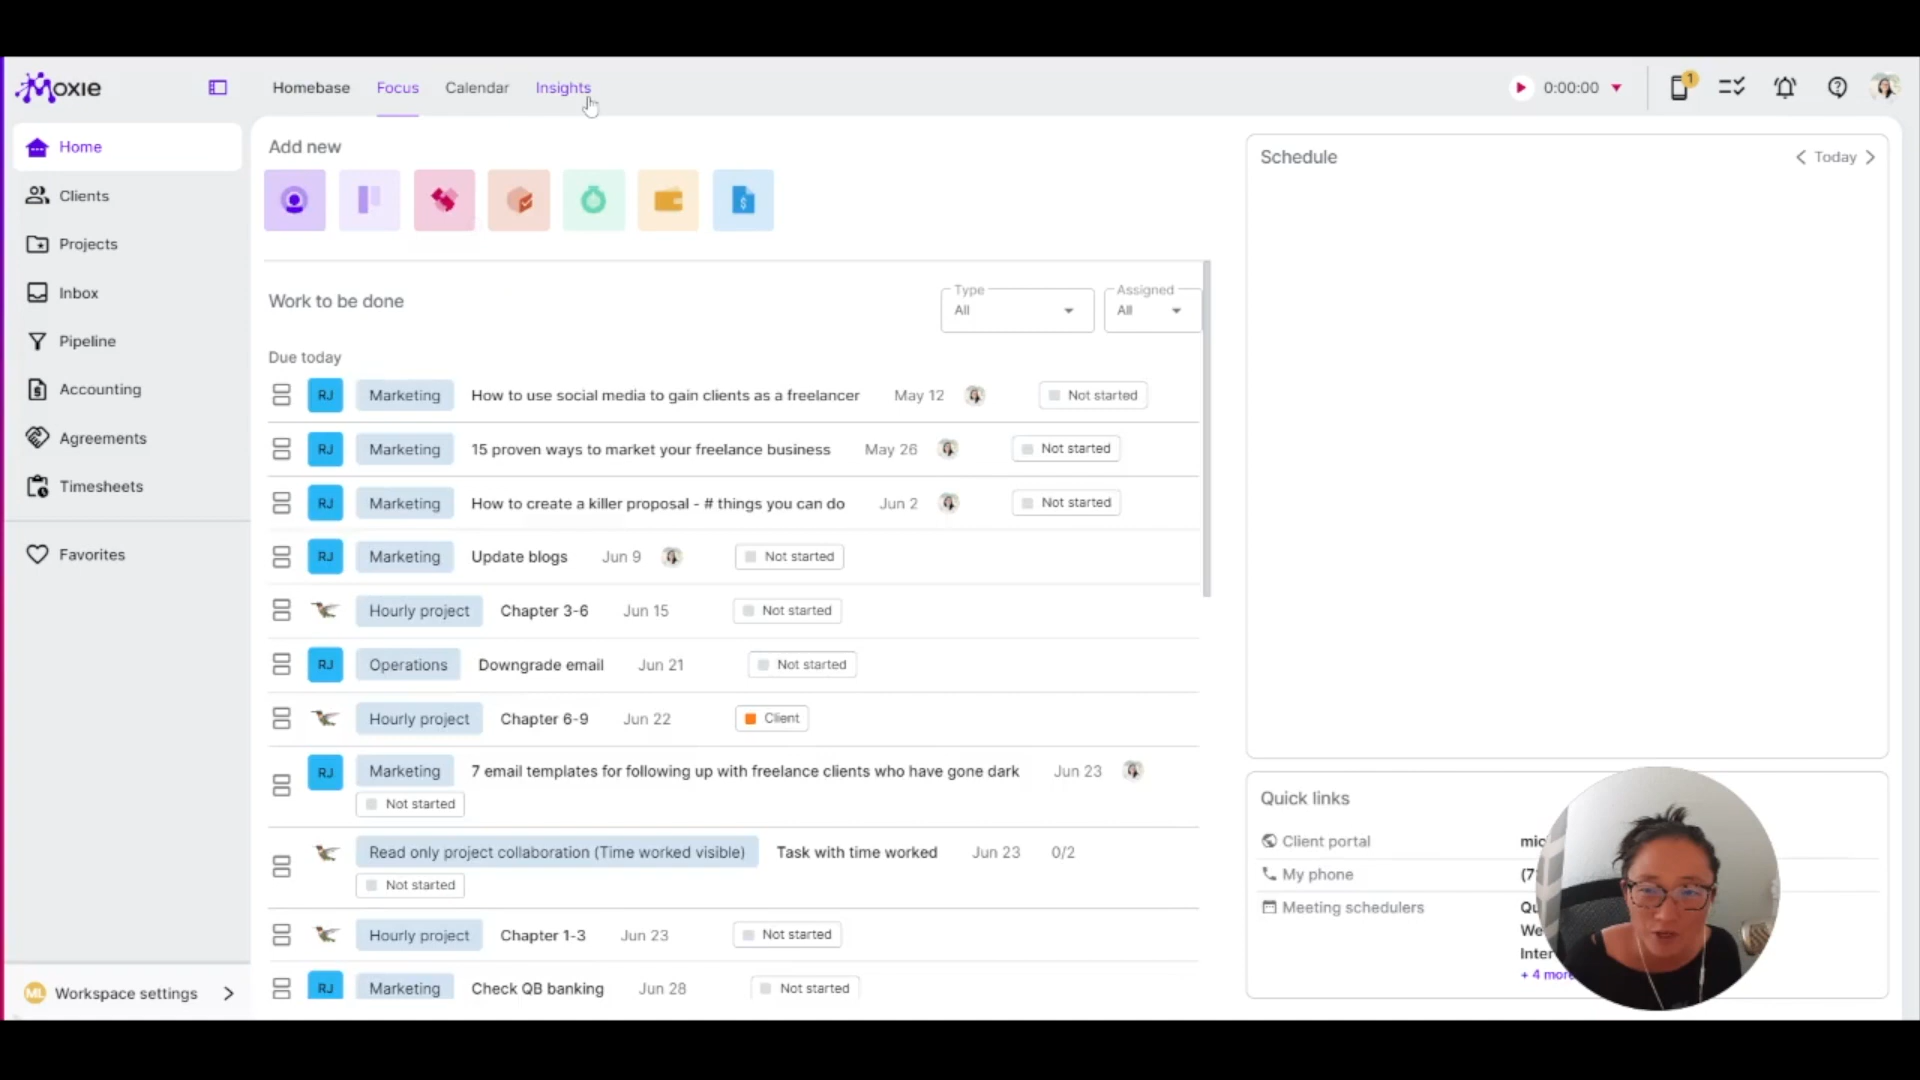 Moxie
Homebase Focus Calendar Insights
0:00:00
1
Home
Clients
Projects
Inbox
Pipeline
Accounting
Agreements
Timesheets
Favorites
ML Workspace settings
Add new
Work to be done
Type
All
Assigned
All
Due today
RJ Marketing How to use social media to gain clients as a freelancer May 12 Not started
RJ Marketing 15 proven ways to market your freelance business May 26 Not started
RJ Marketing How to create a killer proposal - # things you can do Jun 2 Not started
RJ Marketing Update blogs Jun 9 Not started
Hourly project Chapter 3-6 Jun 15 Not started
RJ Operations Downgrade email Jun 21 Not started
Hourly project Chapter 6-9 Jun 22 Client
RJ Marketing 7 email templates for following up with freelance clients who have gone dark Jun 23
Not started
Read only project collaboration (Time worked visible) Task with time worked Jun 23 0/2
Not started
Hourly project Chapter 1-3 Jun 23 Not started
RJ Marketing Check QB banking Jun 28 Not started
Schedule
Today
Quick links
Client portal
My phone (7
Meeting schedulers
+ 4 more